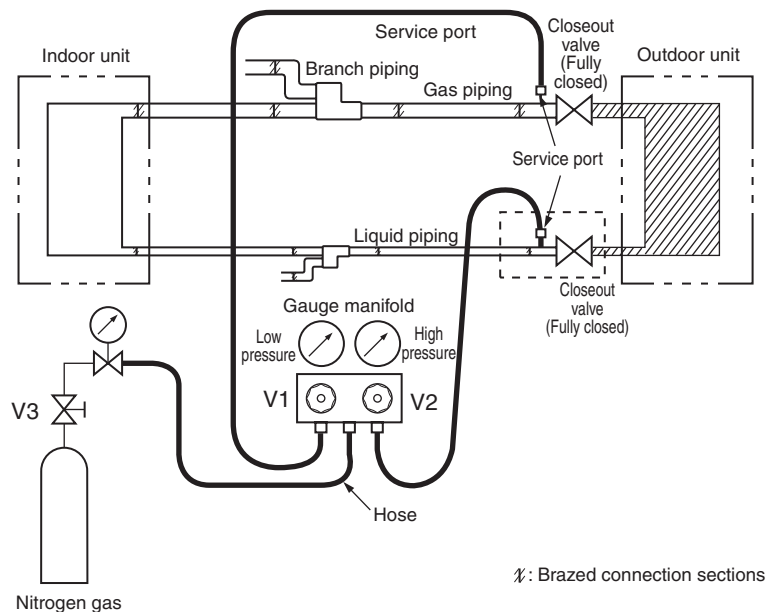 Service port
Closeout
valve
(Fully
closed)
Indoor unit
Outdoor unit
Branch piping
Gas piping
Service port
Liquid piping
Closeout
valve
(Fully closed)
Gauge manifold
Low
pressure
High
pressure
V1
V2
V3
Hose
Nitrogen gas
: Brazed connection sections